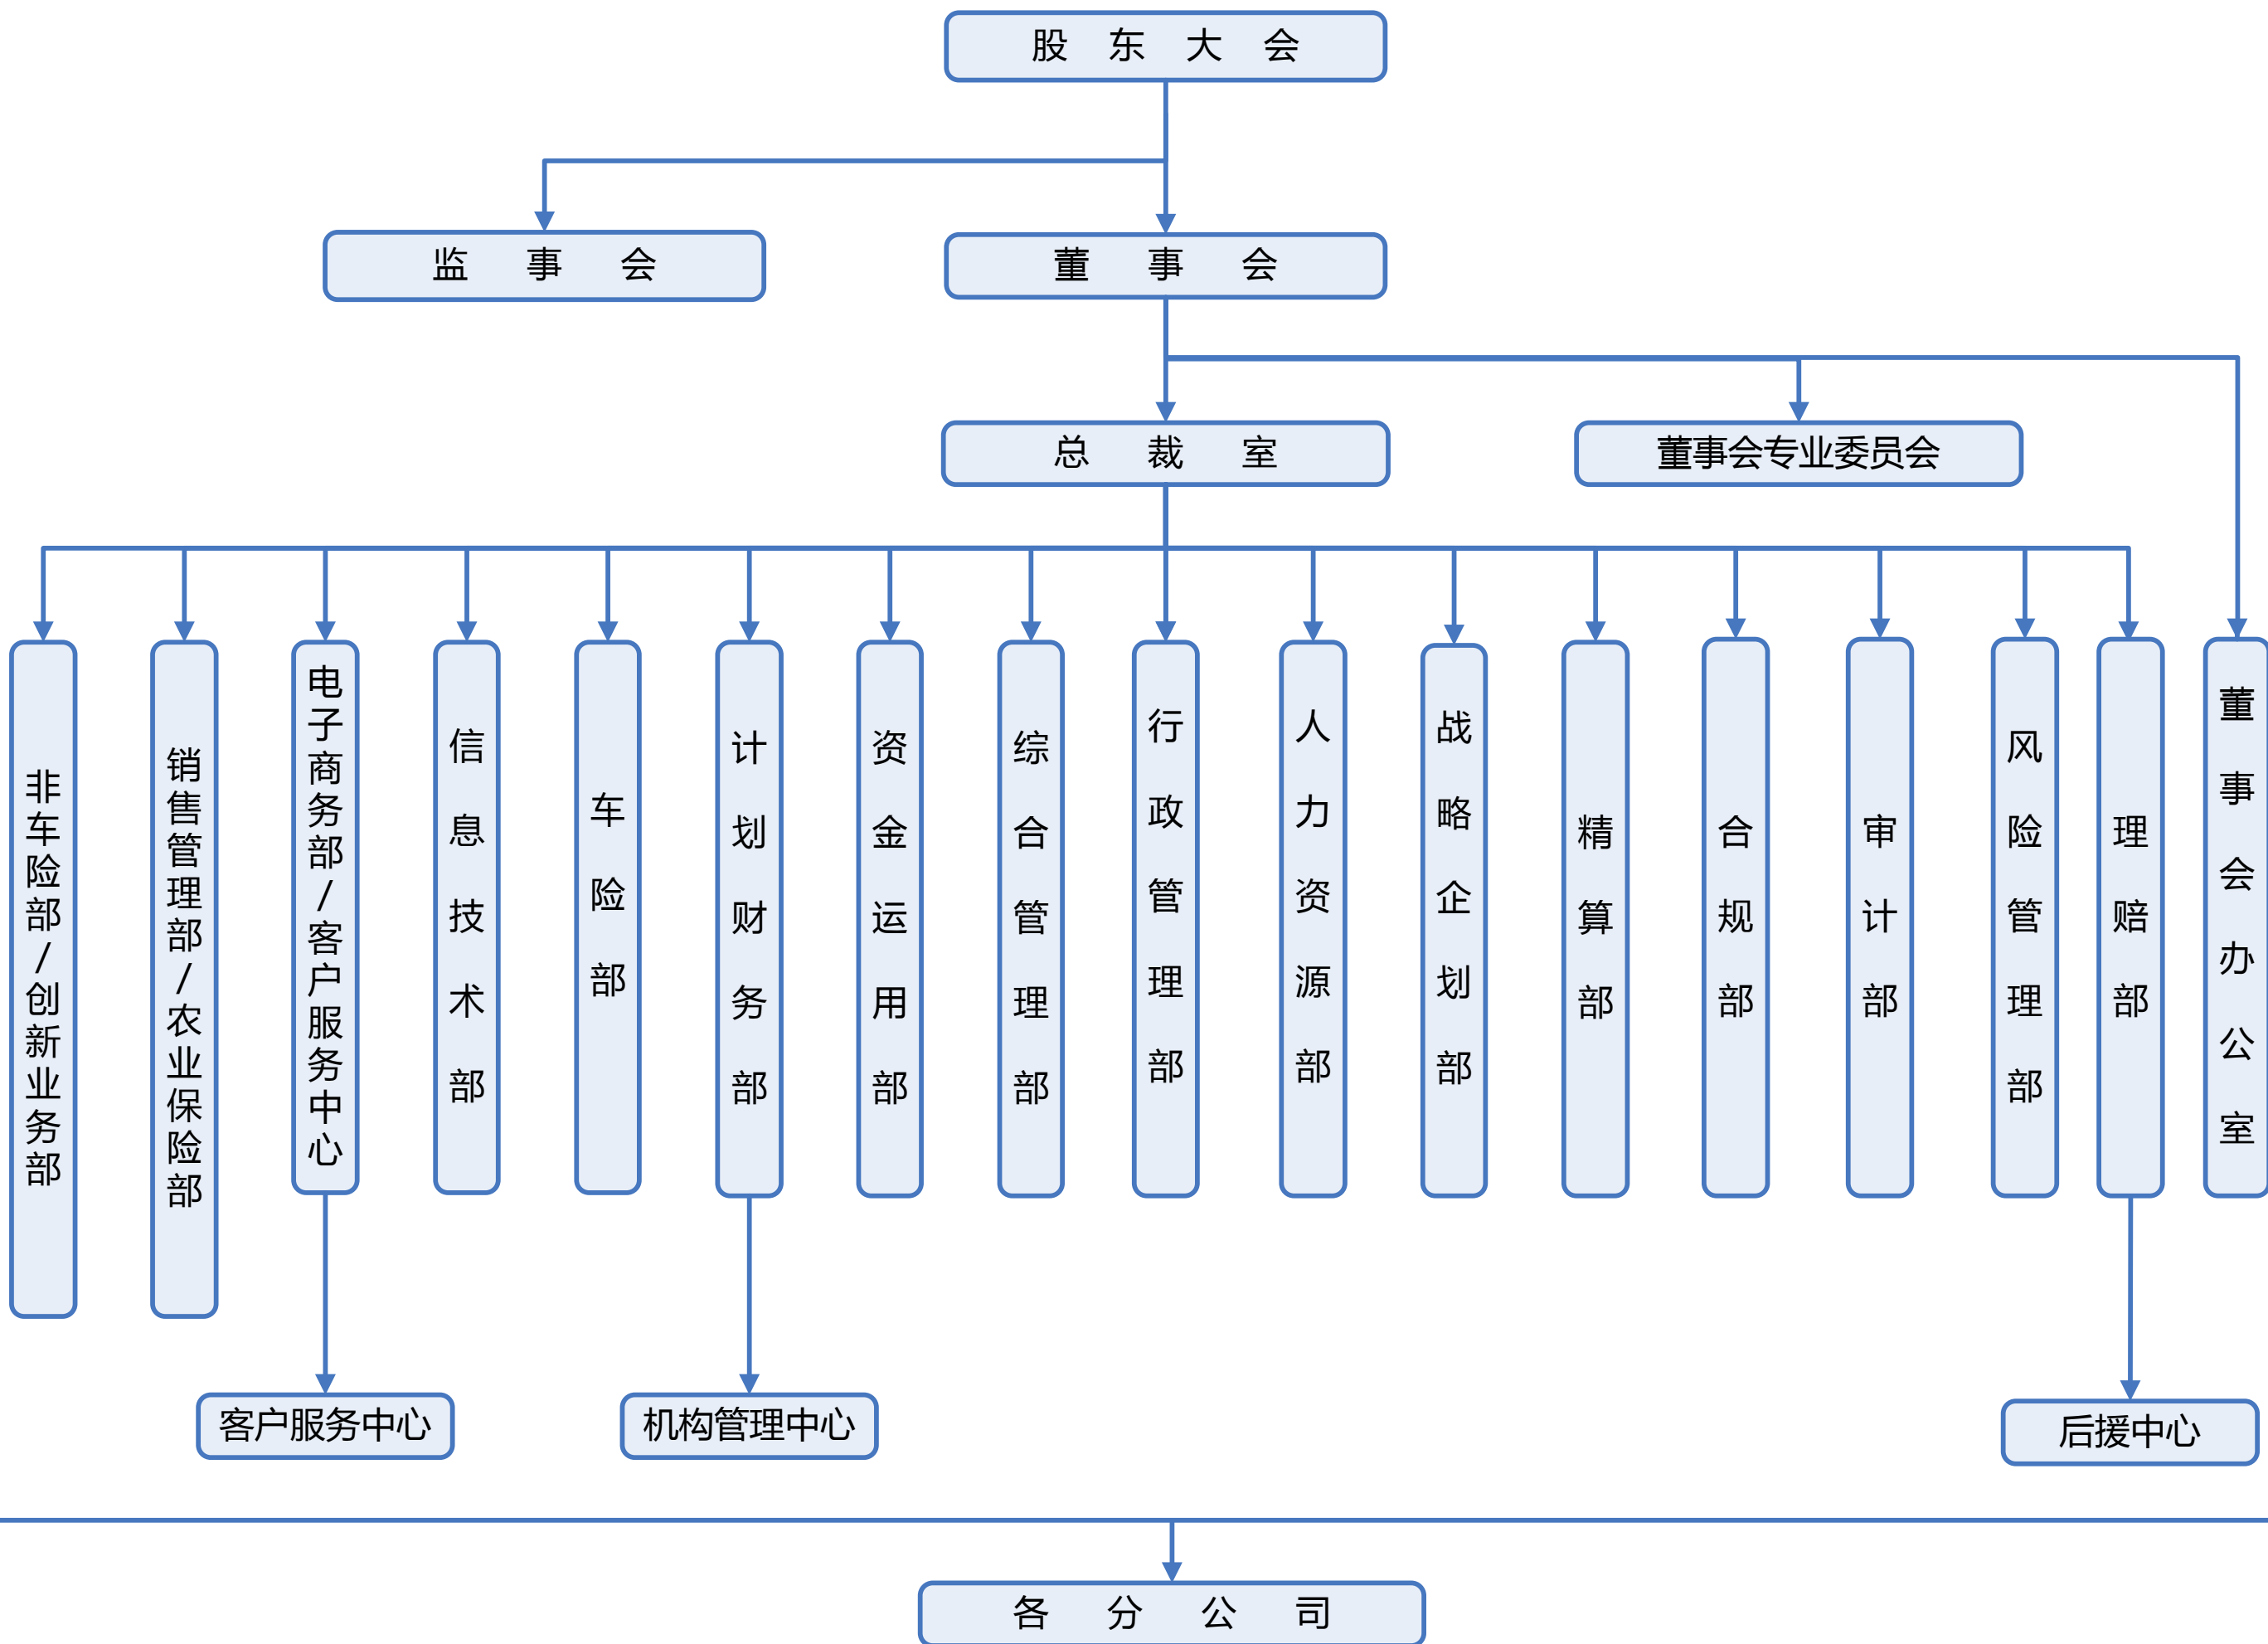 股 东 大 会
监 事 会
董 事 会
总 裁 室
董事会专业委员会
非车险部/创新业务部
销售管理部/农业保险部
电子商务部/客户服务中心
信息技术部
车险部
计划财务部
资金运用部
综合管理部
行政管理部
人力资源部
战略企划部
精算部
合规部
审计部
风险管理部
理赔部
董事会办公室
客户服务中心
机构管理中心
后援中心
各 分 公 司